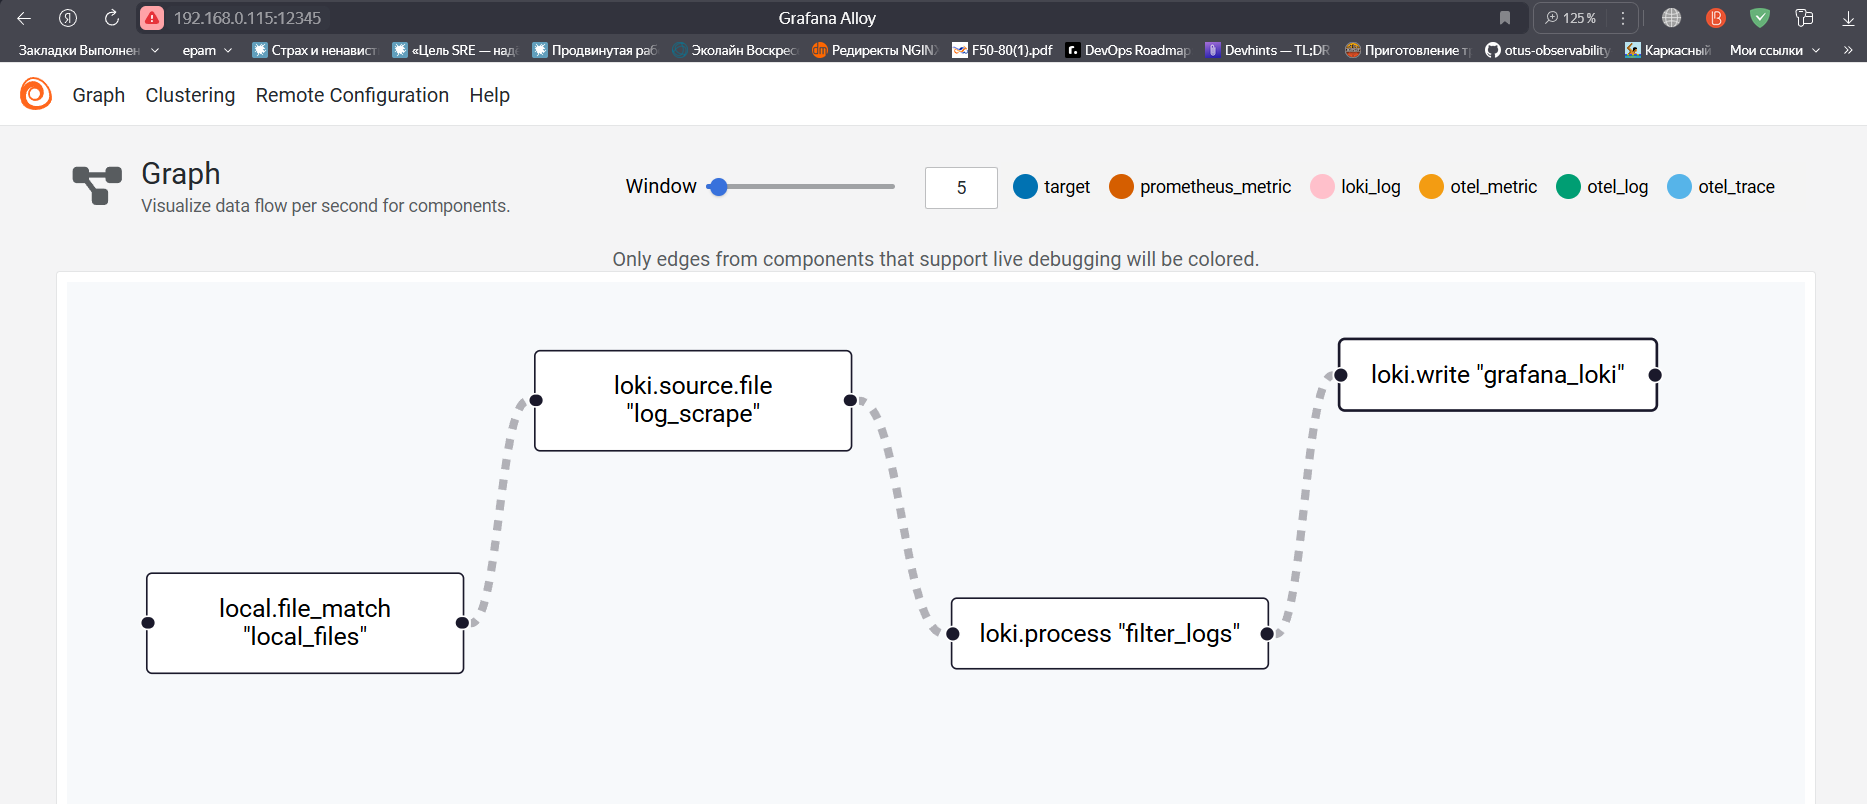 192.168.0.115:12345 Grafana Alloy 125 %
Закладки Выполнен epam Страх и ненавист «Цель SRE — над Продвинутая раб Эколайн Воскрес Редиректы NGINX F50-80(1).pdf DevOps Roadmap Devhints — TL;DR Приготовление т otus-observability Каркасный Мои ссылки
Graph Clustering Remote Configuration Help
Graph
Visualize data flow per second for components.
Window 5 target prometheus_metric loki_log otel_metric otel_log otel_trace
Only edges from components that support live debugging will be colored.
loki.source.file
"log_scrape"
loki.write "grafana_loki"
local.file_match
"local_files"
loki.process "filter_logs"